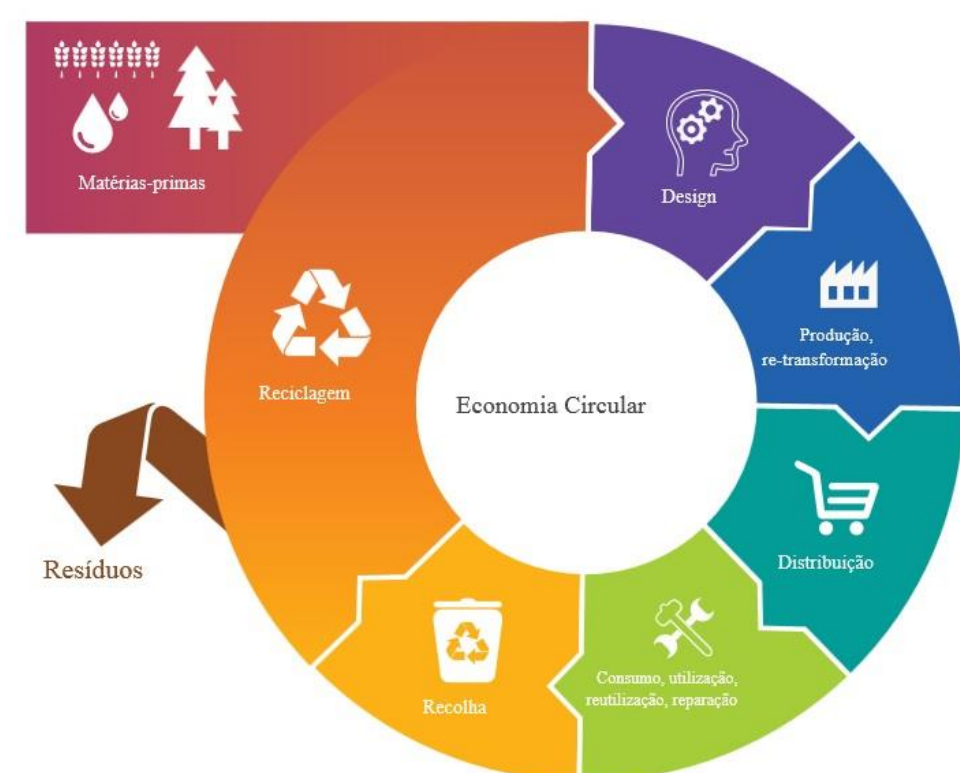 Matérias-primas
Design
Produção,
re-transformação
Reciclagem
Economia Circular
Distribuição
Resíduos
Consumo, utilização,
reutilização, reparação
Recolha